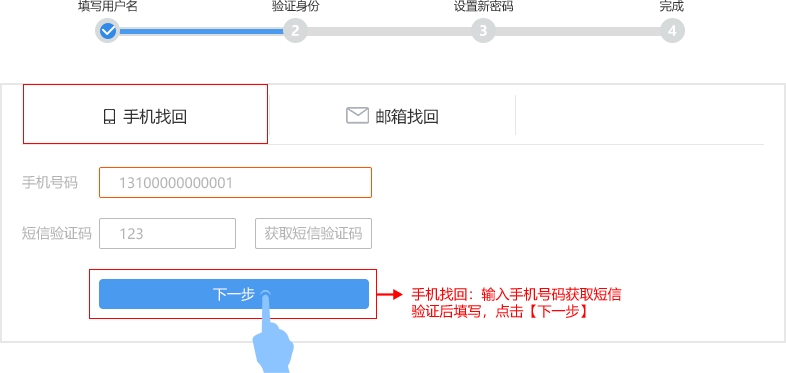 填写用户名
验证身份
设置新密码
完成
2
3
4
手机找回
邮箱找回
手机号码
13100000000001
短信验证码
123
获取短信验证码
下一步
手机找回：输入手机号码获取短信
验证后填写，点击【下一步】